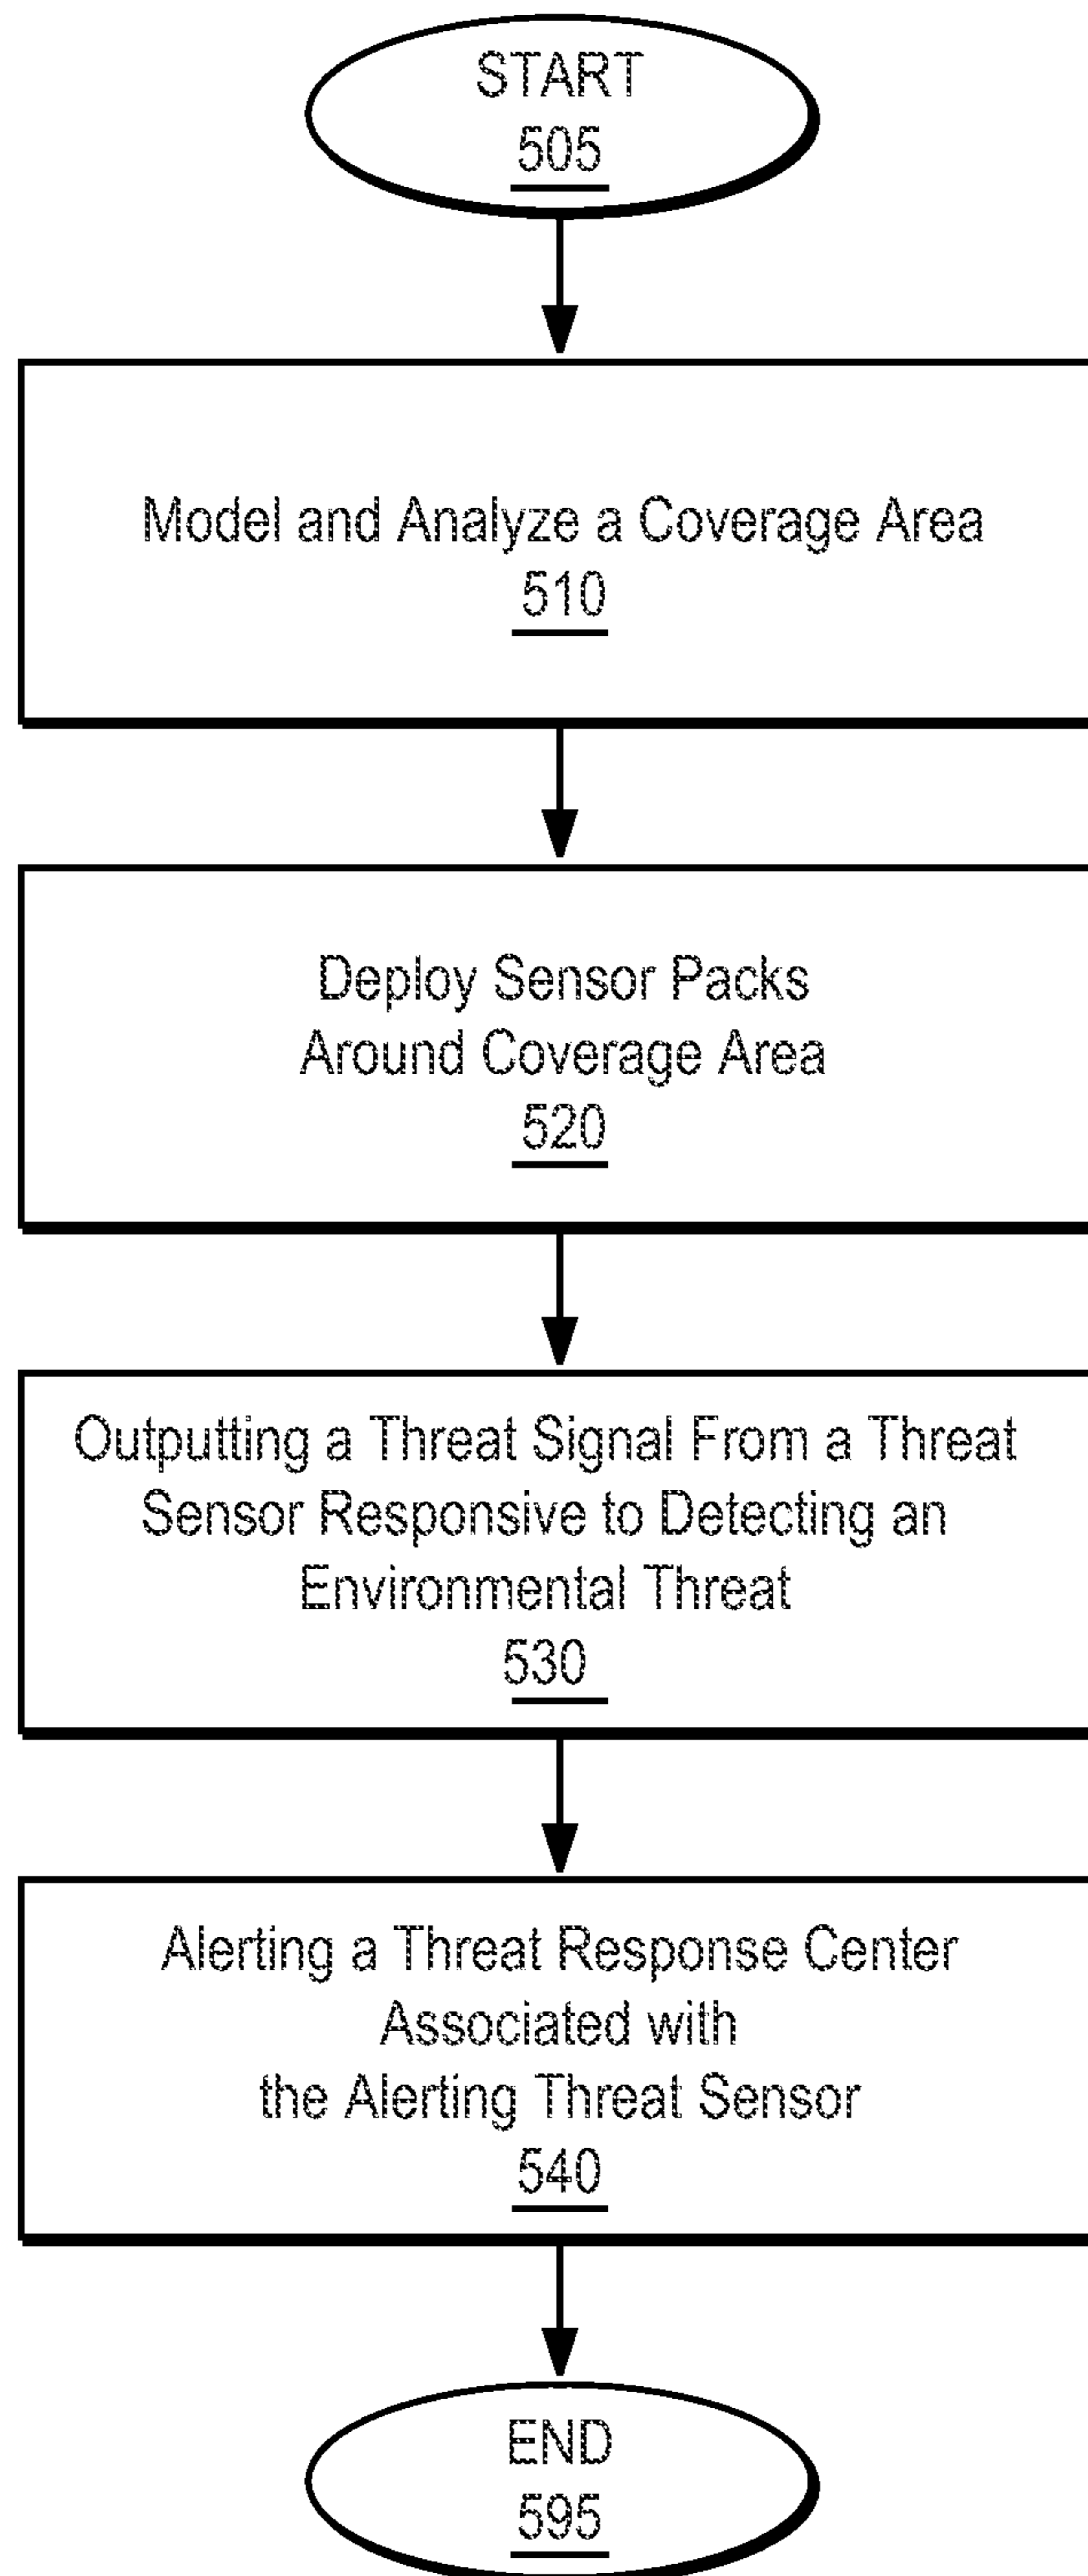 START
505
Model and Analyze a Coverage Area
510
Deploy Sensor Packs
Around Coverage Area
520
Outputting a Threat Signal From a Threat
Sensor Responsive to Detecting an
Environmental Threat
530
Alerting a Threat Response Center
Associated with
the Alerting Threat Sensor
540
END
595